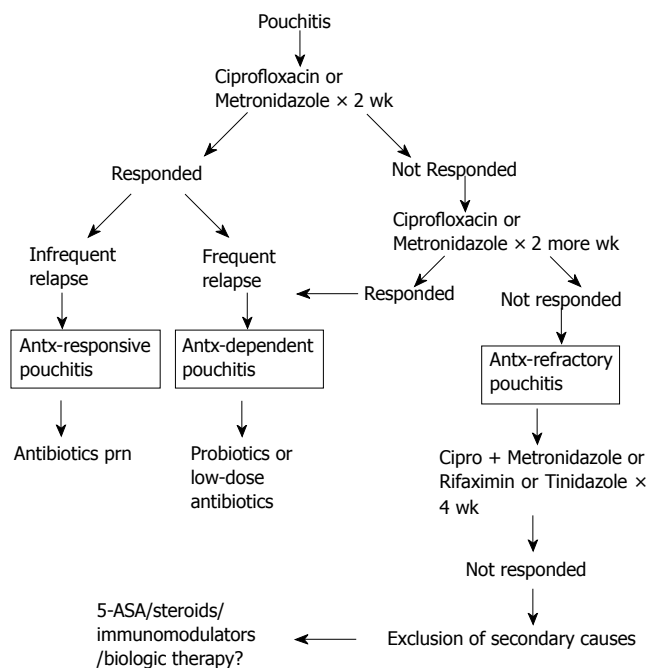 Pouchitis
Ciprofloxacin or
Metronidazole × 2 wk
Responded
Not Responded
Ciprofloxacin or
Metronidazole × 2 more wk
Infrequent
relapse
Frequent
relapse
Responded
Not responded
Antx-responsive
pouchitis
Antx-dependent
pouchitis
Antx-refractory
pouchitis
Antibiotics prn
Probiotics or
low-dose
antibiotics
Cipro + Metronidazole or
Rifaximin or Tinidazole ×
4 wk
Not responded
5-ASA/steroids/
immunomodulators
/biologic therapy?
Exclusion of secondary causes